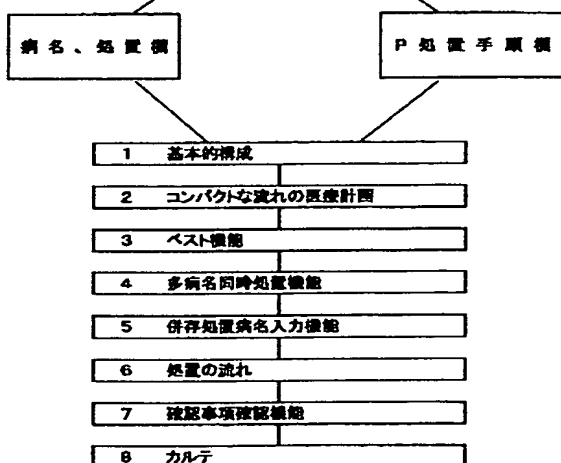 病名、処置欄
P処置手順欄
1 基本的構成
2 コンパクトな流れの医療計画
3 ベスト機能
4 多病名同時処置機能
5 併存処置病名入力機能
6 処置の流れ
7 確認事項確認機能
8 カルテ